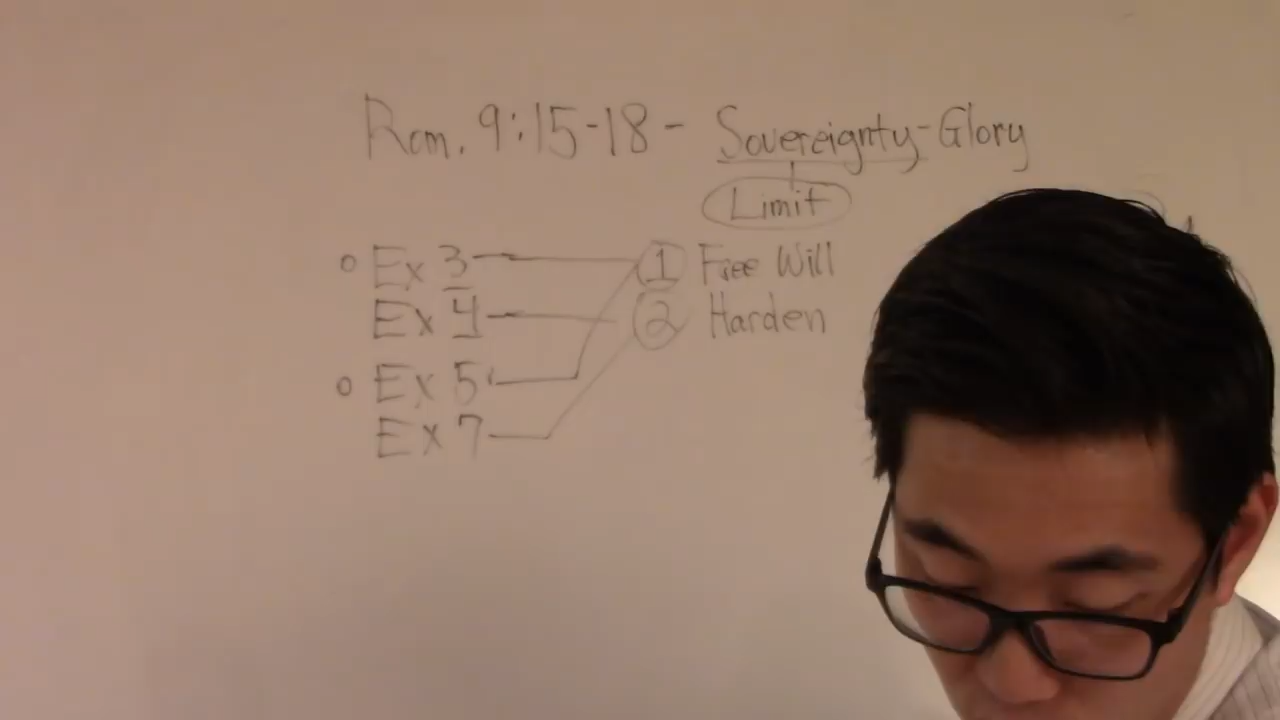 Rom. 9:15-18 - Sovereignty-Glory
Limit
o Ex 3 1 Free Will
Ex 4 2 Harden
o Ex 5
Ex 7